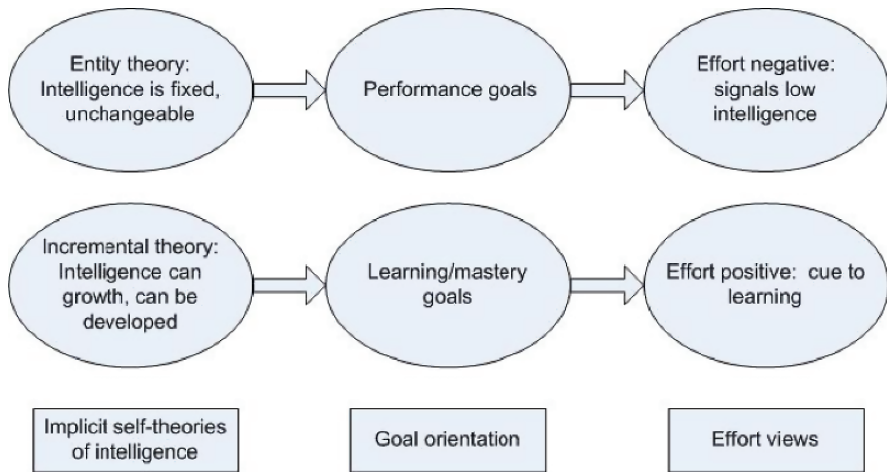 Entity theory:
Intelligence is fixed,
unchangeable
Performance goals
Effort negative:
signals low
intelligence
Incremental theory:
Intelligence can
growth, can be
developed
Learning/mastery
goals
Effort positive: cue to
learning
Implicit self-theories
of intelligence
Goal orientation
Effort views